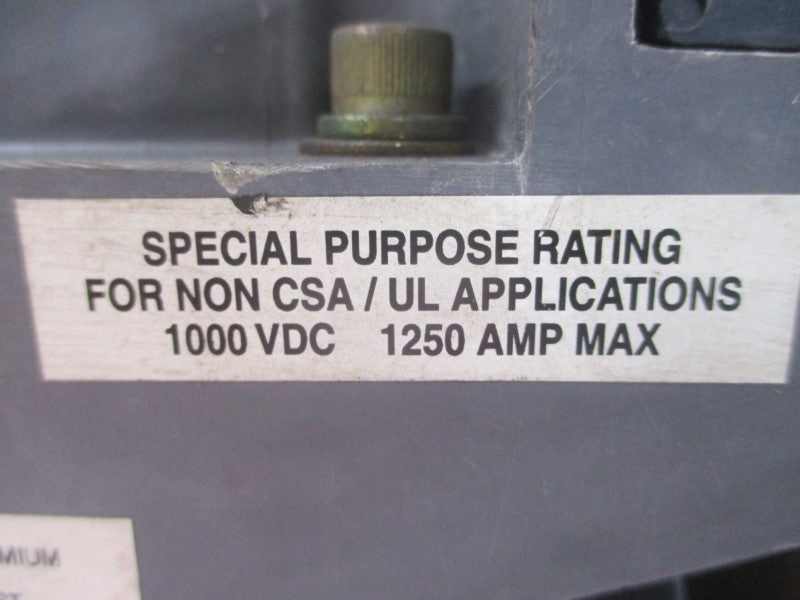 SPECIAL PURPOSE RATING
FOR NON CSA / UL APPLICATIONS
1000 VDC 1250 AMP MAX